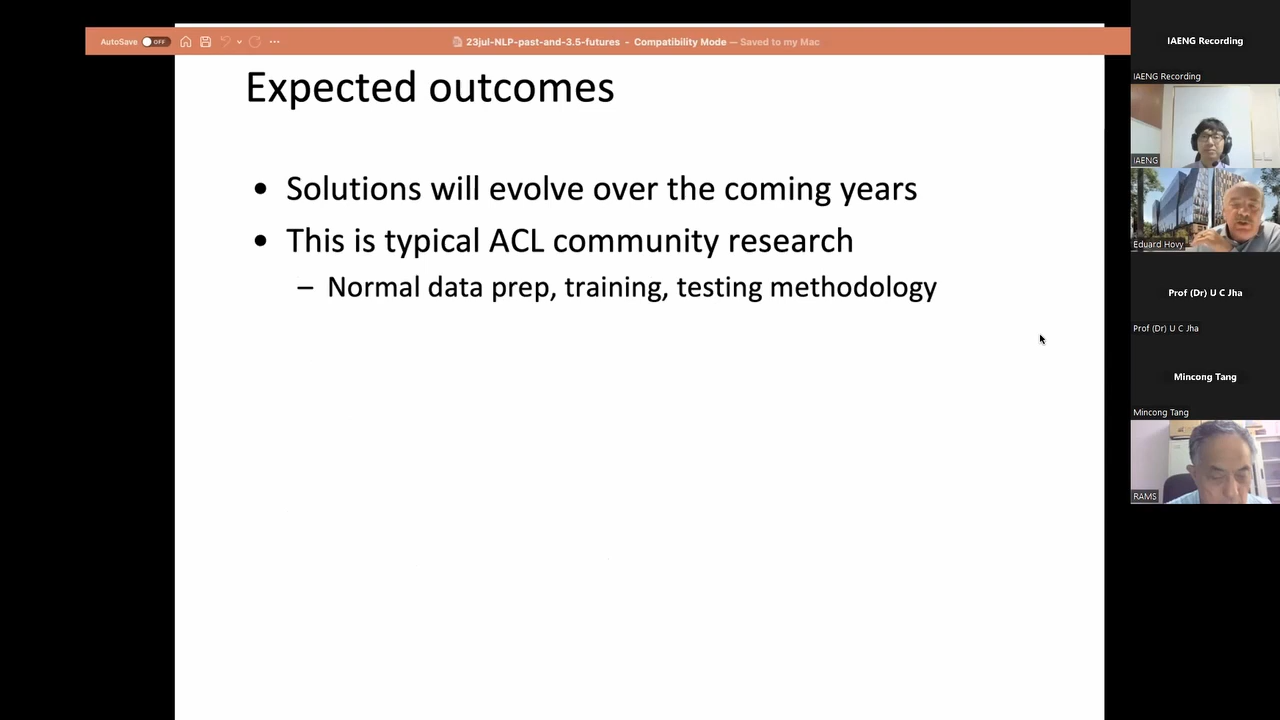 AutoSave OFF
23jul-NLP-past-and-3.5-futures - Compatibility Mode — Saved to my Mac
Expected outcomes
• Solutions will evolve over the coming years
• This is typical ACL community research
– Normal data prep, training, testing methodology
IAENG Recording
IAENG Recording
IAENG
Eduard Hovy
Prof (Dr) U C Jha
Prof (Dr) U C Jha
Mincong Tang
Mincong Tang
RAMS